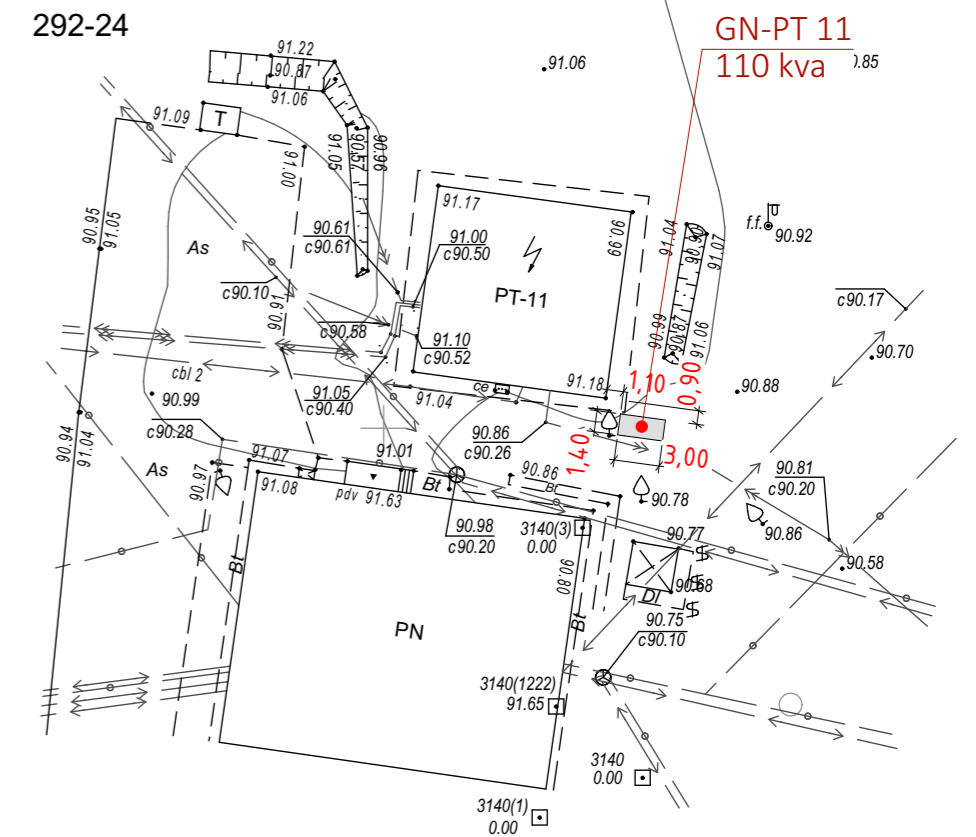 292-24
GN-PT 11
110 kva
91.22
90.87
91.06
91.06
91.09
T
91.00
91.05
90.57
90.96
91.17
90.99
90.95
91.05
As
90.61
c90.61
91.00
c90.50
91.04
91.07
f.f.
90.92
c90.10
90.91
PT-11
c90.17
c90.58
91.10
c90.52
90.99
90.87
91.06
90.70
cbl 2
91.05
c90.40
91.04
ce
91.18
1,10
0,90
90.88
90.99
c90.28
90.94
91.04
90.86
c90.26
1,40
3,00
As
90.97
91.07
91.01
91.08
pdv
91.63
Bt
90.86
Bt
90.78
90.81
c90.20
90.86
90.98
c90.20
3140(3)
0.00
90.77
90.58
90.80
90.68
DI
Bt
Bt
90.75
c90.10
PN
3140(1222)
91.65
3140
0.00
3140(1)
0.00